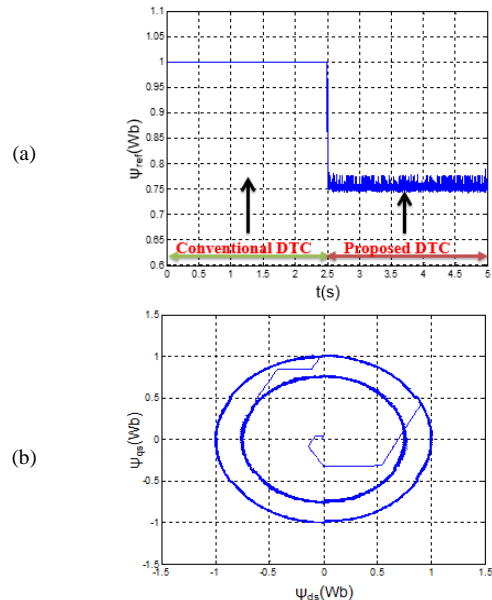 (a)
ψref(Wb)
1.1
1.05
1
0.95
0.9
0.85
0.8
0.75
0.7
0.65
0.6
Conventional DTC Proposed DTC
0 0.5 1 1.5 2 2.5 3 3.5 4 4.5 5
t(s)
(b)
ψqs(Wb)
1.5
1
0.5
0
-0.5
-1
-1.5
-1.5 -1 -0.5 0 0.5 1 1.5
ψds(Wb)